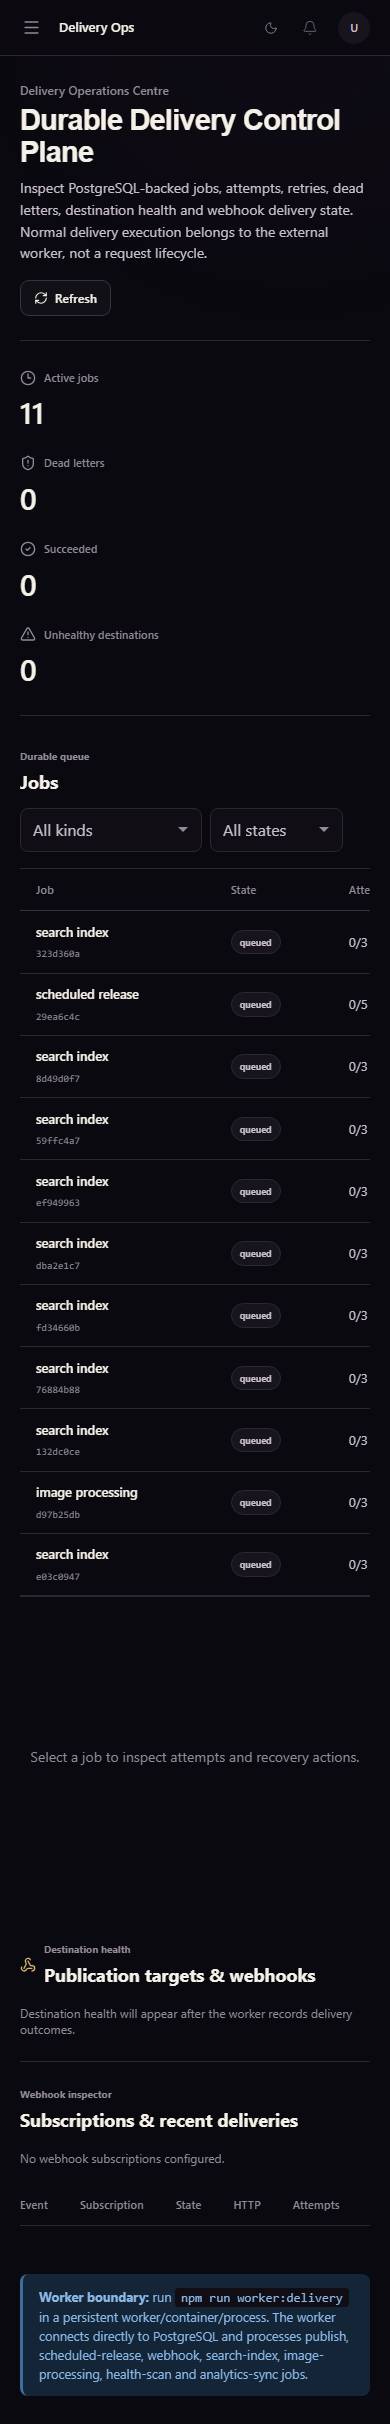 Delivery Ops
U
Delivery Operations Centre
Durable Delivery Control
Plane
Inspect PostgreSQL-backed jobs, attempts, retries, dead
letters, destination health and webhook delivery state.
Normal delivery execution belongs to the external
worker, not a request lifecycle.
Refresh
Active jobs
11
Dead letters
0
Succeeded
0
Unhealthy destinations
0
Durable queue
Jobs
All kinds All states
Job State Atte
search index queued 0/3
323d360a
scheduled release queued 0/5
29ea6c4c
search index queued 0/3
8d49d0f7
search index queued 0/3
59ffc4a7
search index queued 0/3
ef949963
search index queued 0/3
dba2e1c7
search index queued 0/3
fd34660b
search index queued 0/3
76884b88
search index queued 0/3
132dc0ce
image processing queued 0/3
d97b25db
search index queued 0/3
e03c0947
Select a job to inspect attempts and recovery actions.
Destination health
Publication targets & webhooks
Destination health will appear after the worker records delivery
outcomes.
Webhook inspector
Subscriptions & recent deliveries
No webhook subscriptions configured.
Event Subscription State HTTP Attempts
Worker boundary: run npm run worker:delivery
in a persistent worker/container/process. The worker
connects directly to PostgreSQL and processes publish,
scheduled-release, webhook, search-index, image-
processing, health-scan and analytics-sync jobs.